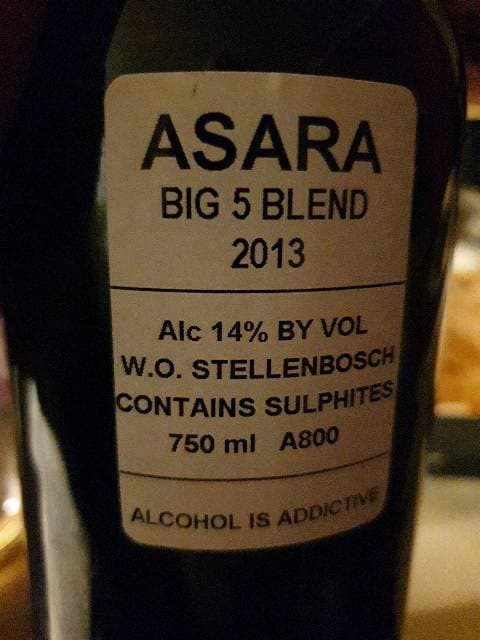 ASARA
BIG 5 BLEND
2013
Alc 14% BY VOL
W.O. STELLENBOSCH
CONTAINS SULPHITES
750 ml A800
ALCOHOL IS ADDICTIVE